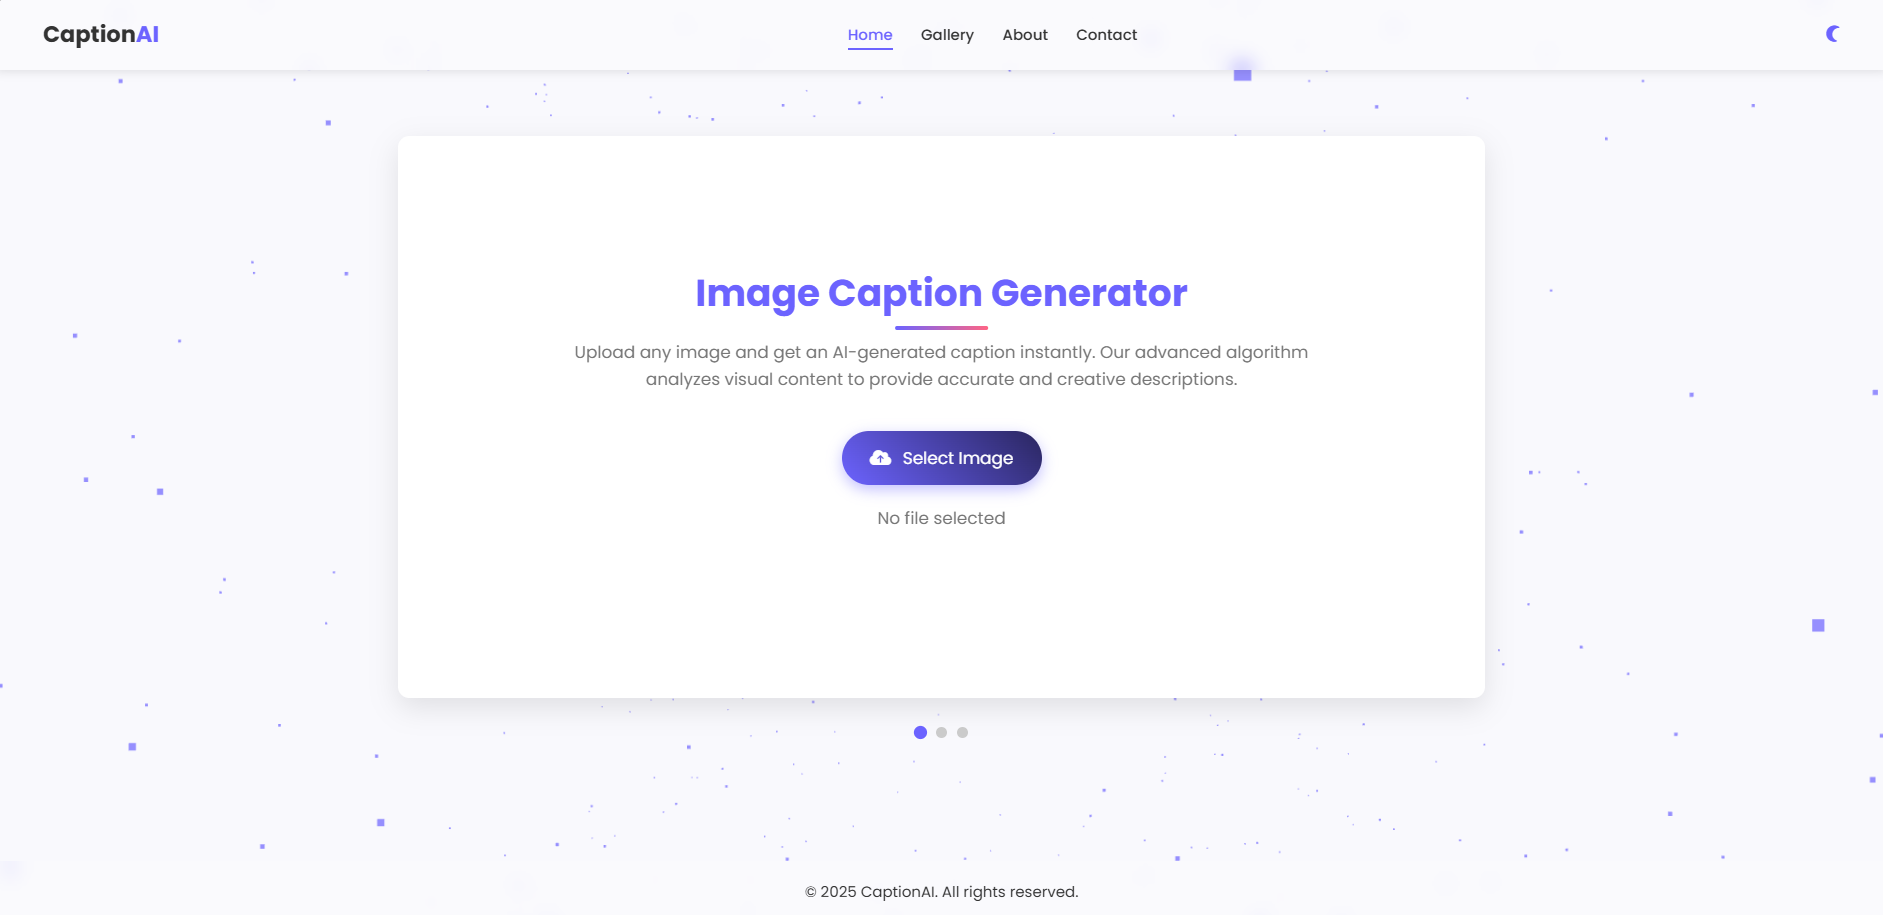 CaptionAI
Home Gallery About Contact
Image Caption Generator
Upload any image and get an AI-generated caption instantly. Our advanced algorithm
analyzes visual content to provide accurate and creative descriptions.
Select Image
No file selected
© 2025 CaptionAI. All rights reserved.